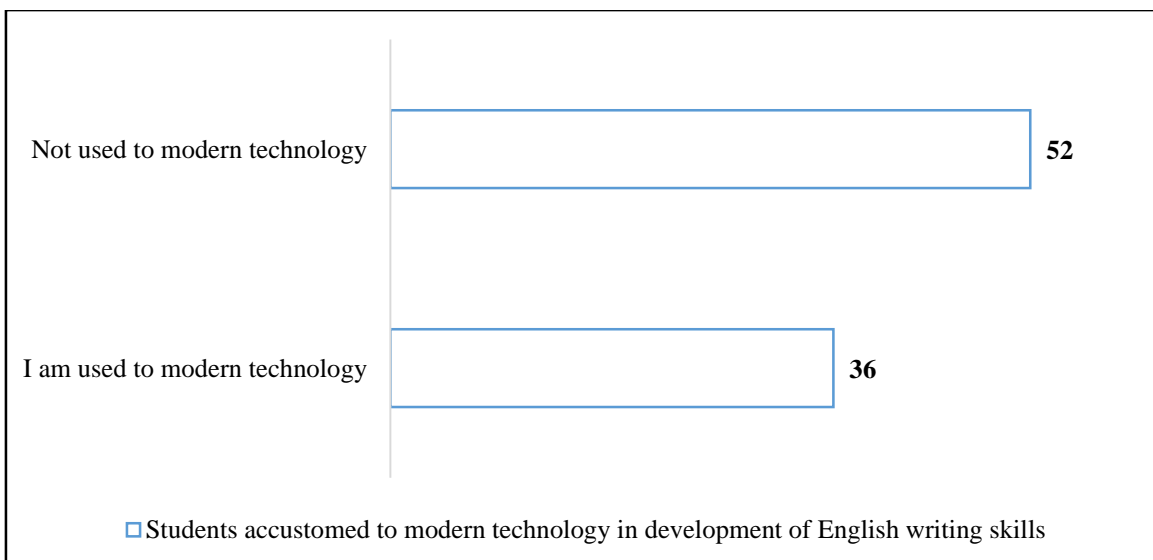 Not used to modern technology
52
I am used to modern technology
36
Students accustomed to modern technology in development of English writing skills